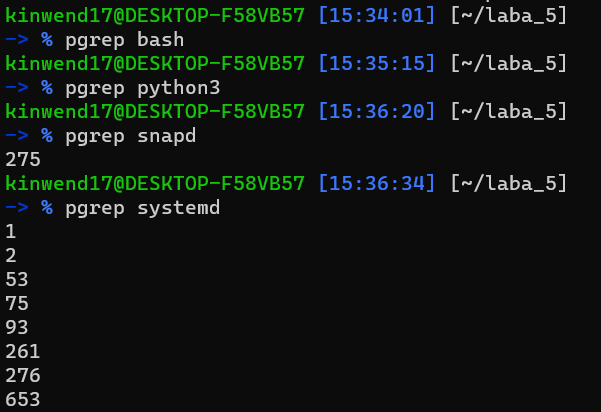 kinwend17@DESKTOP-F58VB57 [15:34:01] [~/laba_5]
-> % pgrep bash
kinwend17@DESKTOP-F58VB57 [15:35:15] [~/laba_5]
-> % pgrep python3
kinwend17@DESKTOP-F58VB57 [15:36:20] [~/laba_5]
-> % pgrep snapd
275
kinwend17@DESKTOP-F58VB57 [15:36:34] [~/laba_5]
-> % pgrep systemd
1
2
53
75
93
261
276
653